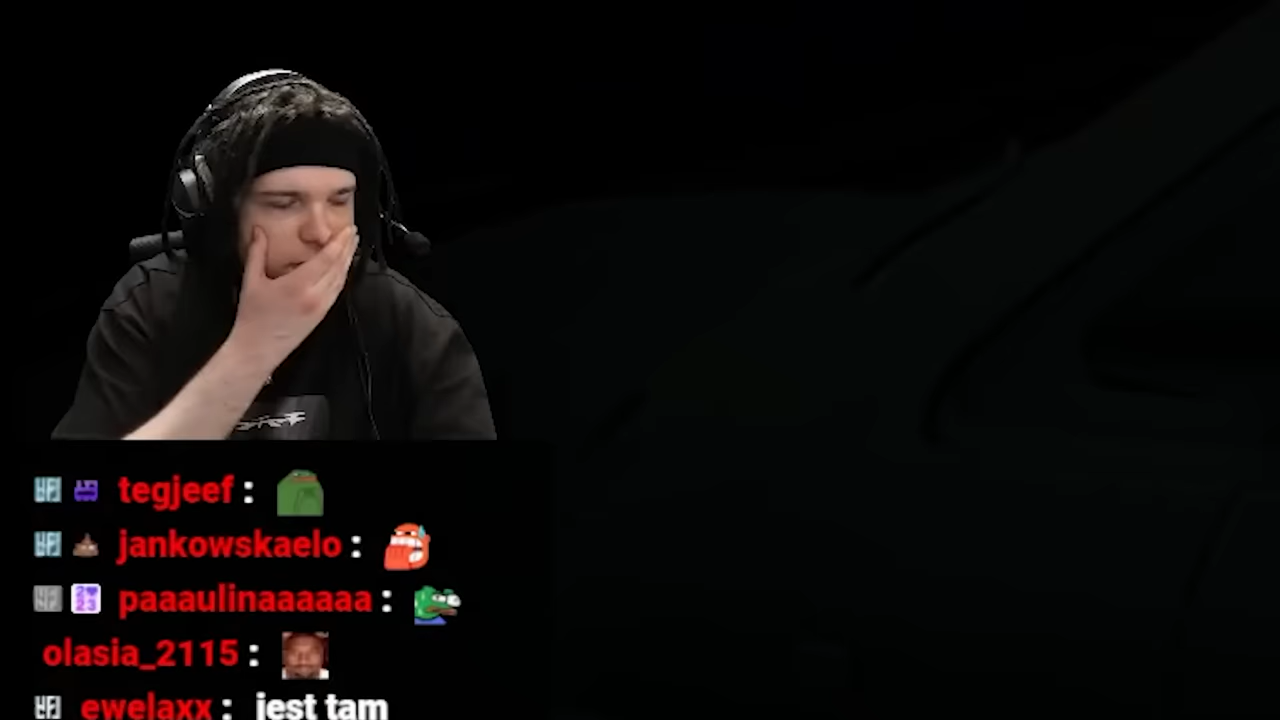 tegjeef :
jankowskaelo :
paaaulinaaaaaa :
olasia_2115 :
ewelaxx : jest tam